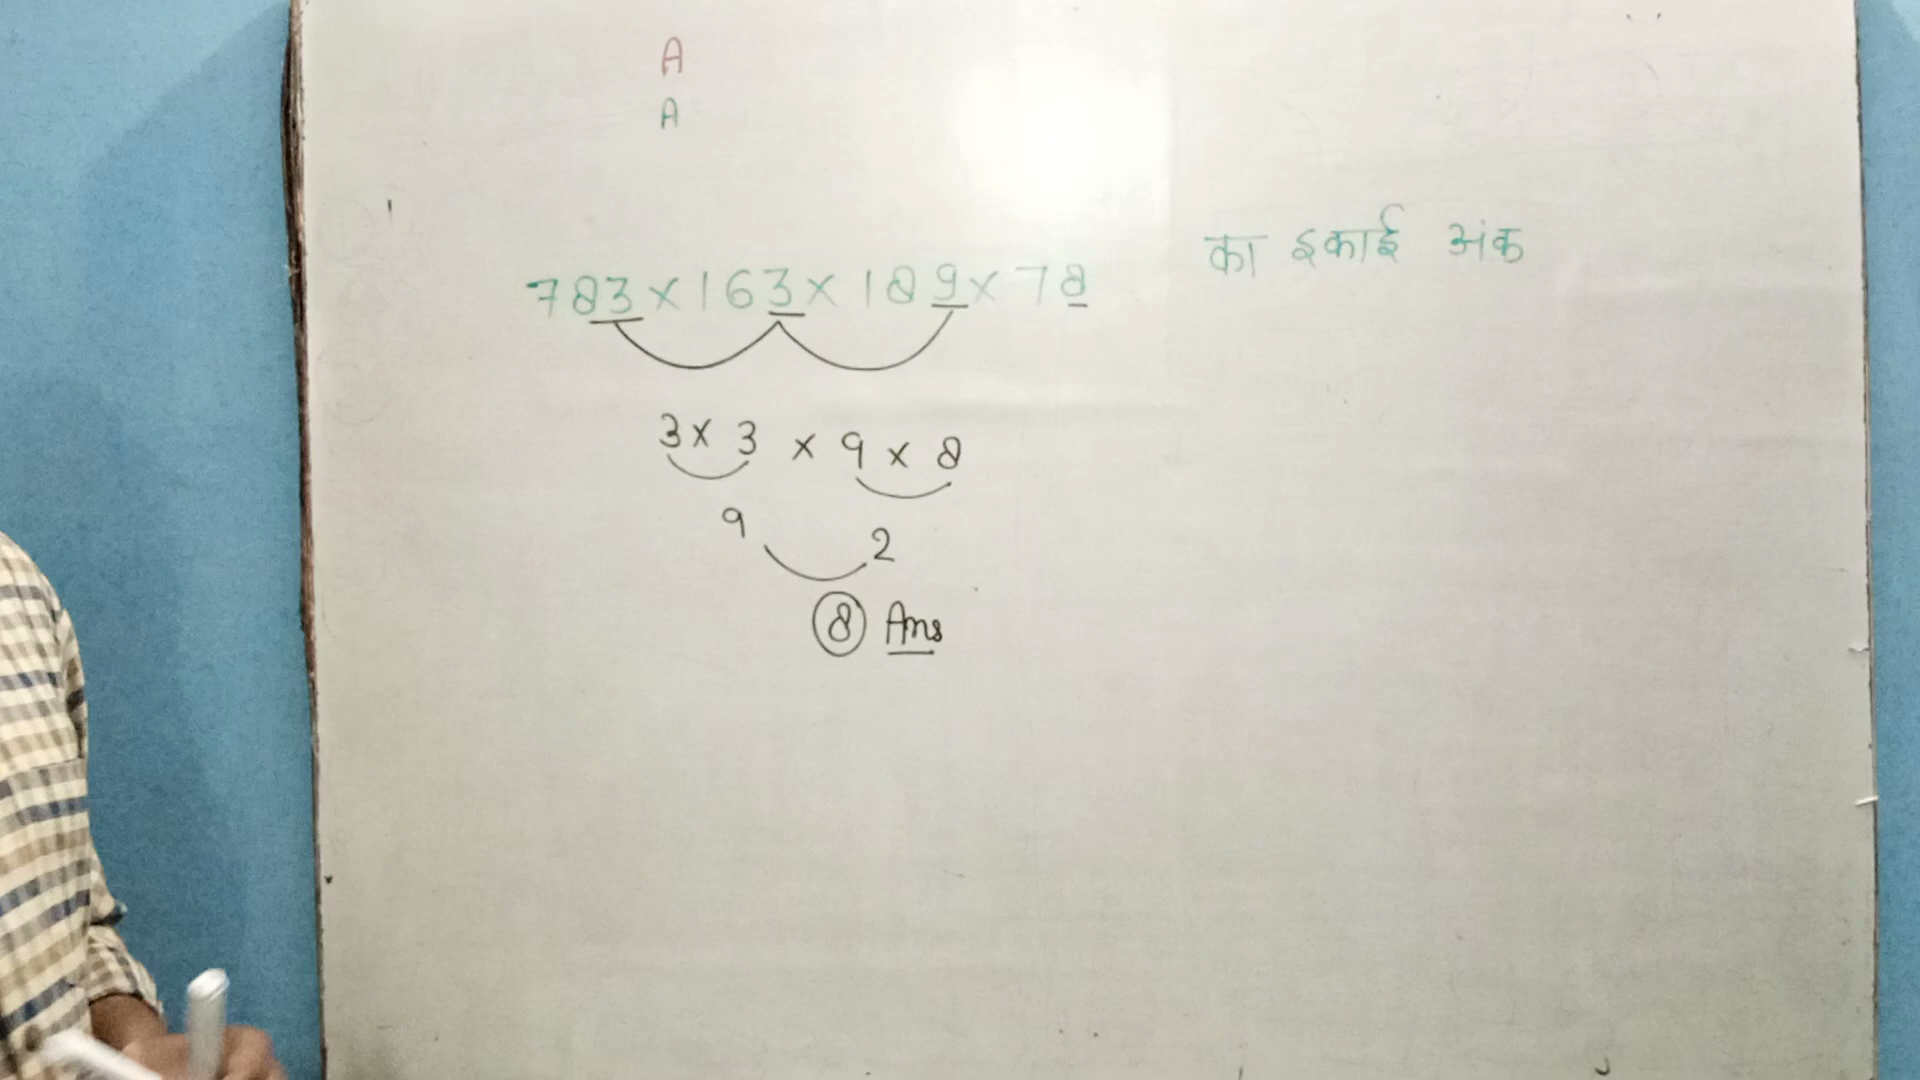 A
A
783 × 163 × 189 × 78 का इकाई अंक
3 × 3 × 9 × 8
9 2
8 Ans